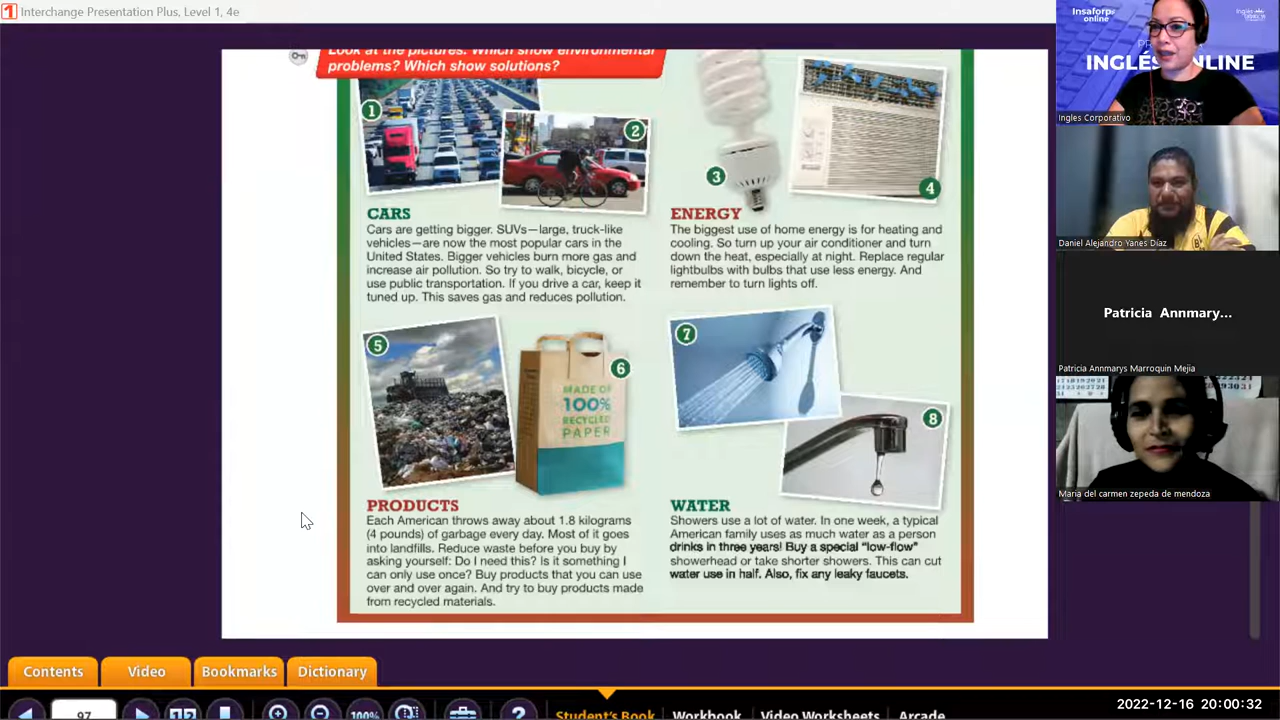 Interchange Presentation Plus, Level 1, 4e
Look at the pictures. Which show environmental
problems? Which show solutions?
1
2
3
4
CARS
Cars are getting bigger. SUVs—large, truck-like
vehicles—are now the most popular cars in the
United States. Bigger vehicles burn more gas and
increase air pollution. So try to walk, bicycle, or
use public transportation. If you drive a car, keep it
tuned up. This saves gas and reduces pollution.
ENERGY
The biggest use of home energy is for heating and
cooling. So turn up your air conditioner and turn
down the heat, especially at night. Replace regular
lightbulbs with bulbs that use less energy. And
remember to turn lights off.
5
6
MADE OF
100%
RECYCLED
PAPER
7
8
PRODUCTS
Each American throws away about 1.8 kilograms
(4 pounds) of garbage every day. Most of it goes
into landfills. Reduce waste before you buy by
asking yourself: Do I need this? Is it something I
can only use once? Buy products that you can use
over and over again. And try to buy products made
from recycled materials.
WATER
Showers use a lot of water. In one week, a typical
American family uses as much water as a person
drinks in three years! Buy a special "low-flow"
showerhead or take shorter showers. This can cut
water use in half. Also, fix any leaky faucets.
Insaforp
online
INGLÉS ONLINE
Ingles Corporativo
Daniel Alejandro Yanes Díaz
Patricia Annmary...
Patricia Annmarys Marroquin Mejia
Maria del carmen zepeda de mendoza
Contents
Video
Bookmarks
Dictionary
97
100%
?
Student's Book
Workbook
Video Worksheets
Arcade
2022-12-16 20:00:32